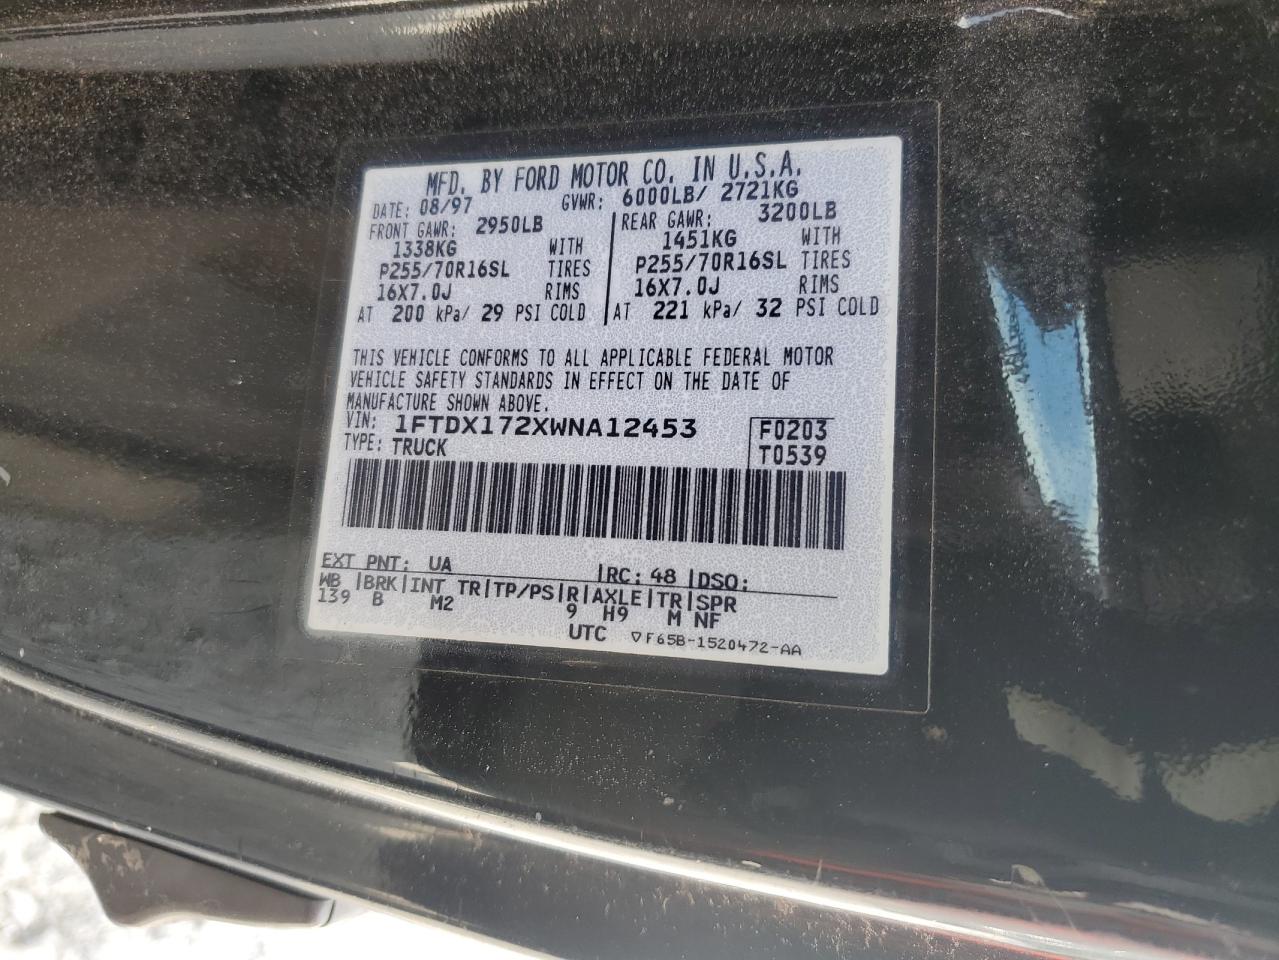 MFD. BY FORD MOTOR CO. IN U.S.A.
DATE: 08/97 GVWR: 6000LB/ 2721KG
FRONT GAWR: 2950LB REAR GAWR: 3200LB
1338KG WITH 1451KG WITH
P255/70R16SL TIRES P255/70R16SL TIRES
16X7.0J RIMS 16X7.0J RIMS
AT 200 kPa/ 29 PSI COLD AT 221 kPa/ 32 PSI COLD
THIS VEHICLE CONFORMS TO ALL APPLICABLE FEDERAL MOTOR
VEHICLE SAFETY STANDARDS IN EFFECT ON THE DATE OF
MANUFACTURE SHOWN ABOVE.
VIN: 1FTDX172XWNA12453 F0203
TYPE: TRUCK T0539
EXT PNT: UA RC: 48 DSO:
WB |BRK|INT TR|TP/PS|R|AXLE|TR|SPR
139 B M2 9 H9 M NF
UTC ▽F65B-1520472-AA